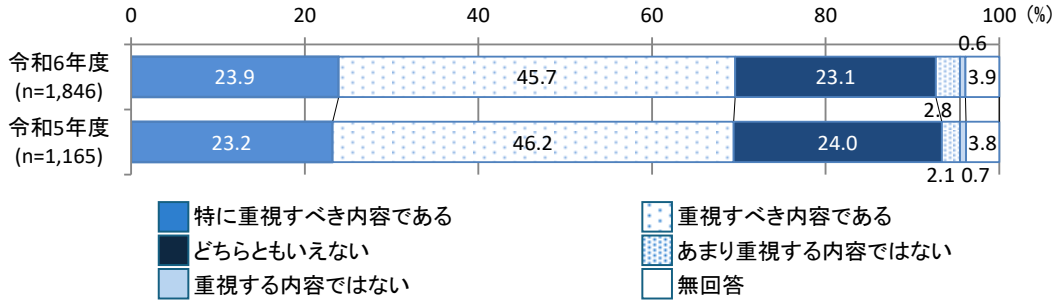 0 20 40 60 80 100 (%)
0.6
令和6年度 23.9 45.7 23.1 3.9
(n=1,846)
2.8
令和5年度 23.2 46.2 24.0 3.8
(n=1,165)
2.1 0.7
特に重視すべき内容である 重視すべき内容である
どちらともいえない あまり重視する内容ではない
重視する内容ではない 無回答